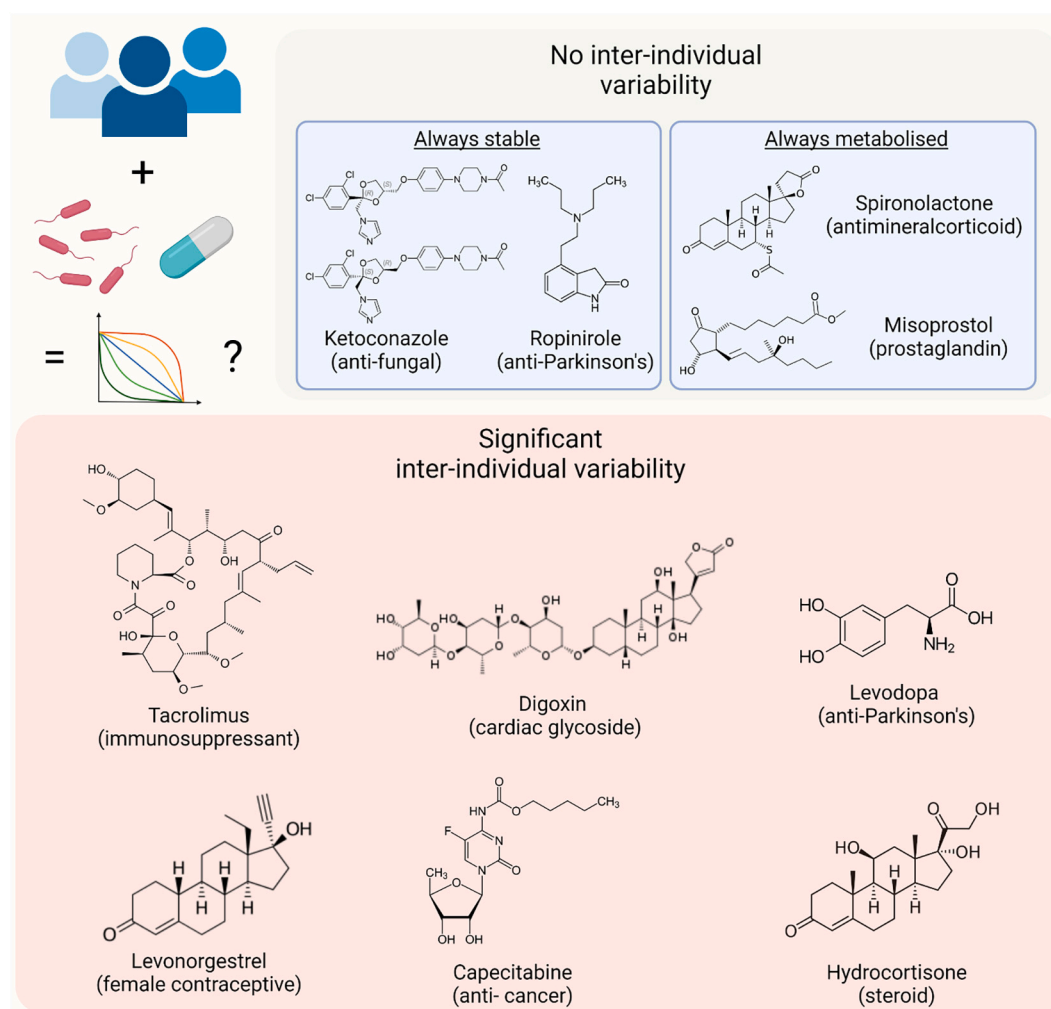 No inter-individual
variability
+
=
?
Always stable
Ketoconazole
(anti-fungal)
Ropinirole
(anti-Parkinson's)
Always metabolised
Spironolactone
(antimineralcorticoid)
Misoprostol
(prostaglandin)
Significant
inter-individual variability
Tacrolimus
(immunosuppressant)
Digoxin
(cardiac glycoside)
Levodopa
(anti-Parkinson's)
Levonorgestrel
(female contraceptive)
Capecitabine
(anti- cancer)
Hydrocortisone
(steroid)